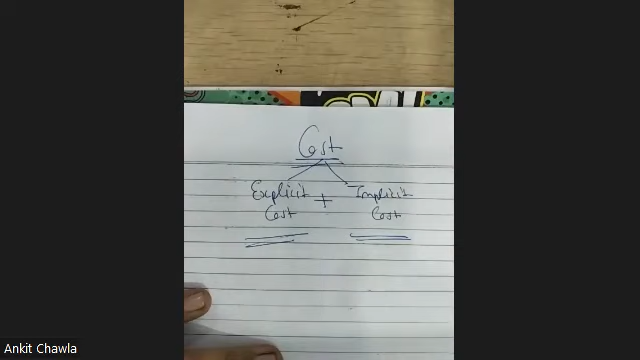 Cost
Explicit + Implicit
Cost Cost
Ankit Chawla